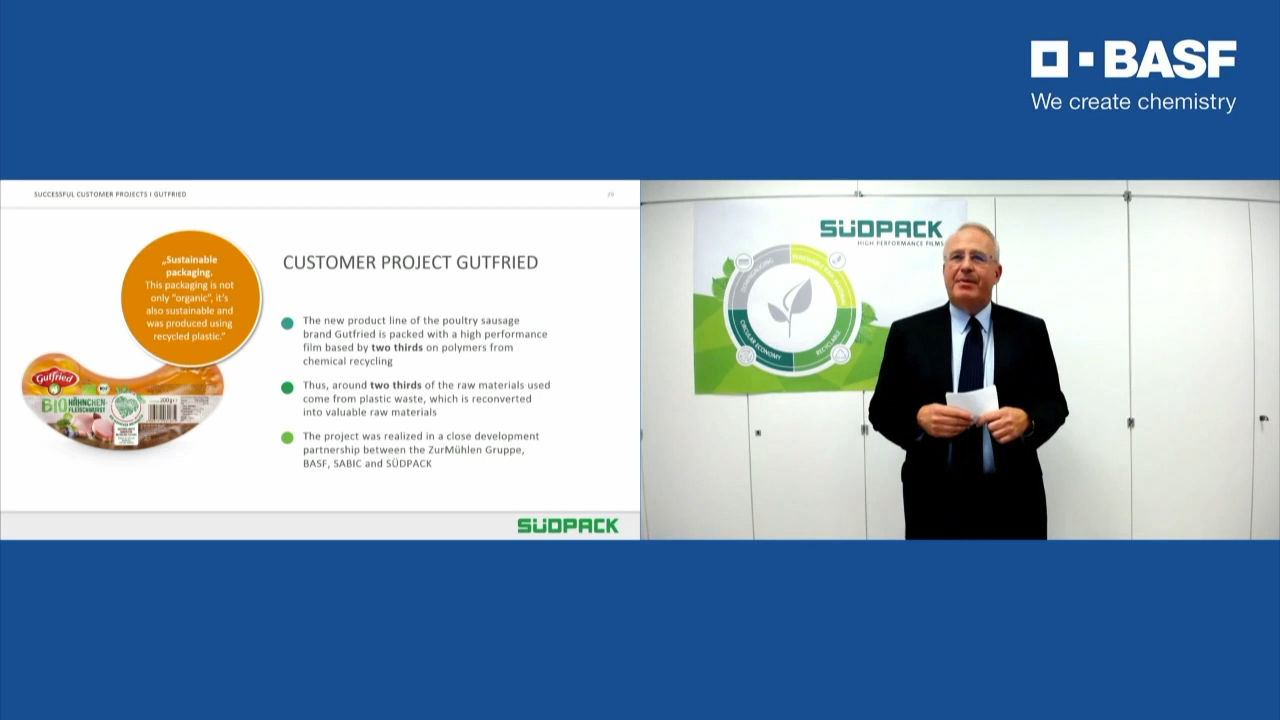 BASF
We create chemistry
SUCCESSFUL CUSTOMER PROJECTS I GUTFRIED
„Sustainable
packaging.
This packaging is not
only "organic", it's
also sustainable and
was produced using
recycled plastic."
CUSTOMER PROJECT GUTFRIED
The new product line of the poultry sausage
brand Gutfried is packed with a high performance
film based by two thirds on polymers from
chemical recycling
Thus, around two thirds of the raw materials used
come from plastic waste, which is reconverted
into valuable raw materials
The project was realized in a close development
partnership between the ZurMühlen Gruppe,
BASF, SABIC and SÜDPACK
Gutfried
BIO HÄHNCHEN
FLEISCHWURST
200g
SÜDPACK
SÜDPACK
HIGH PERFORMANCE FILMS
CIRCULAR ECONOMY
RECYCLABLE